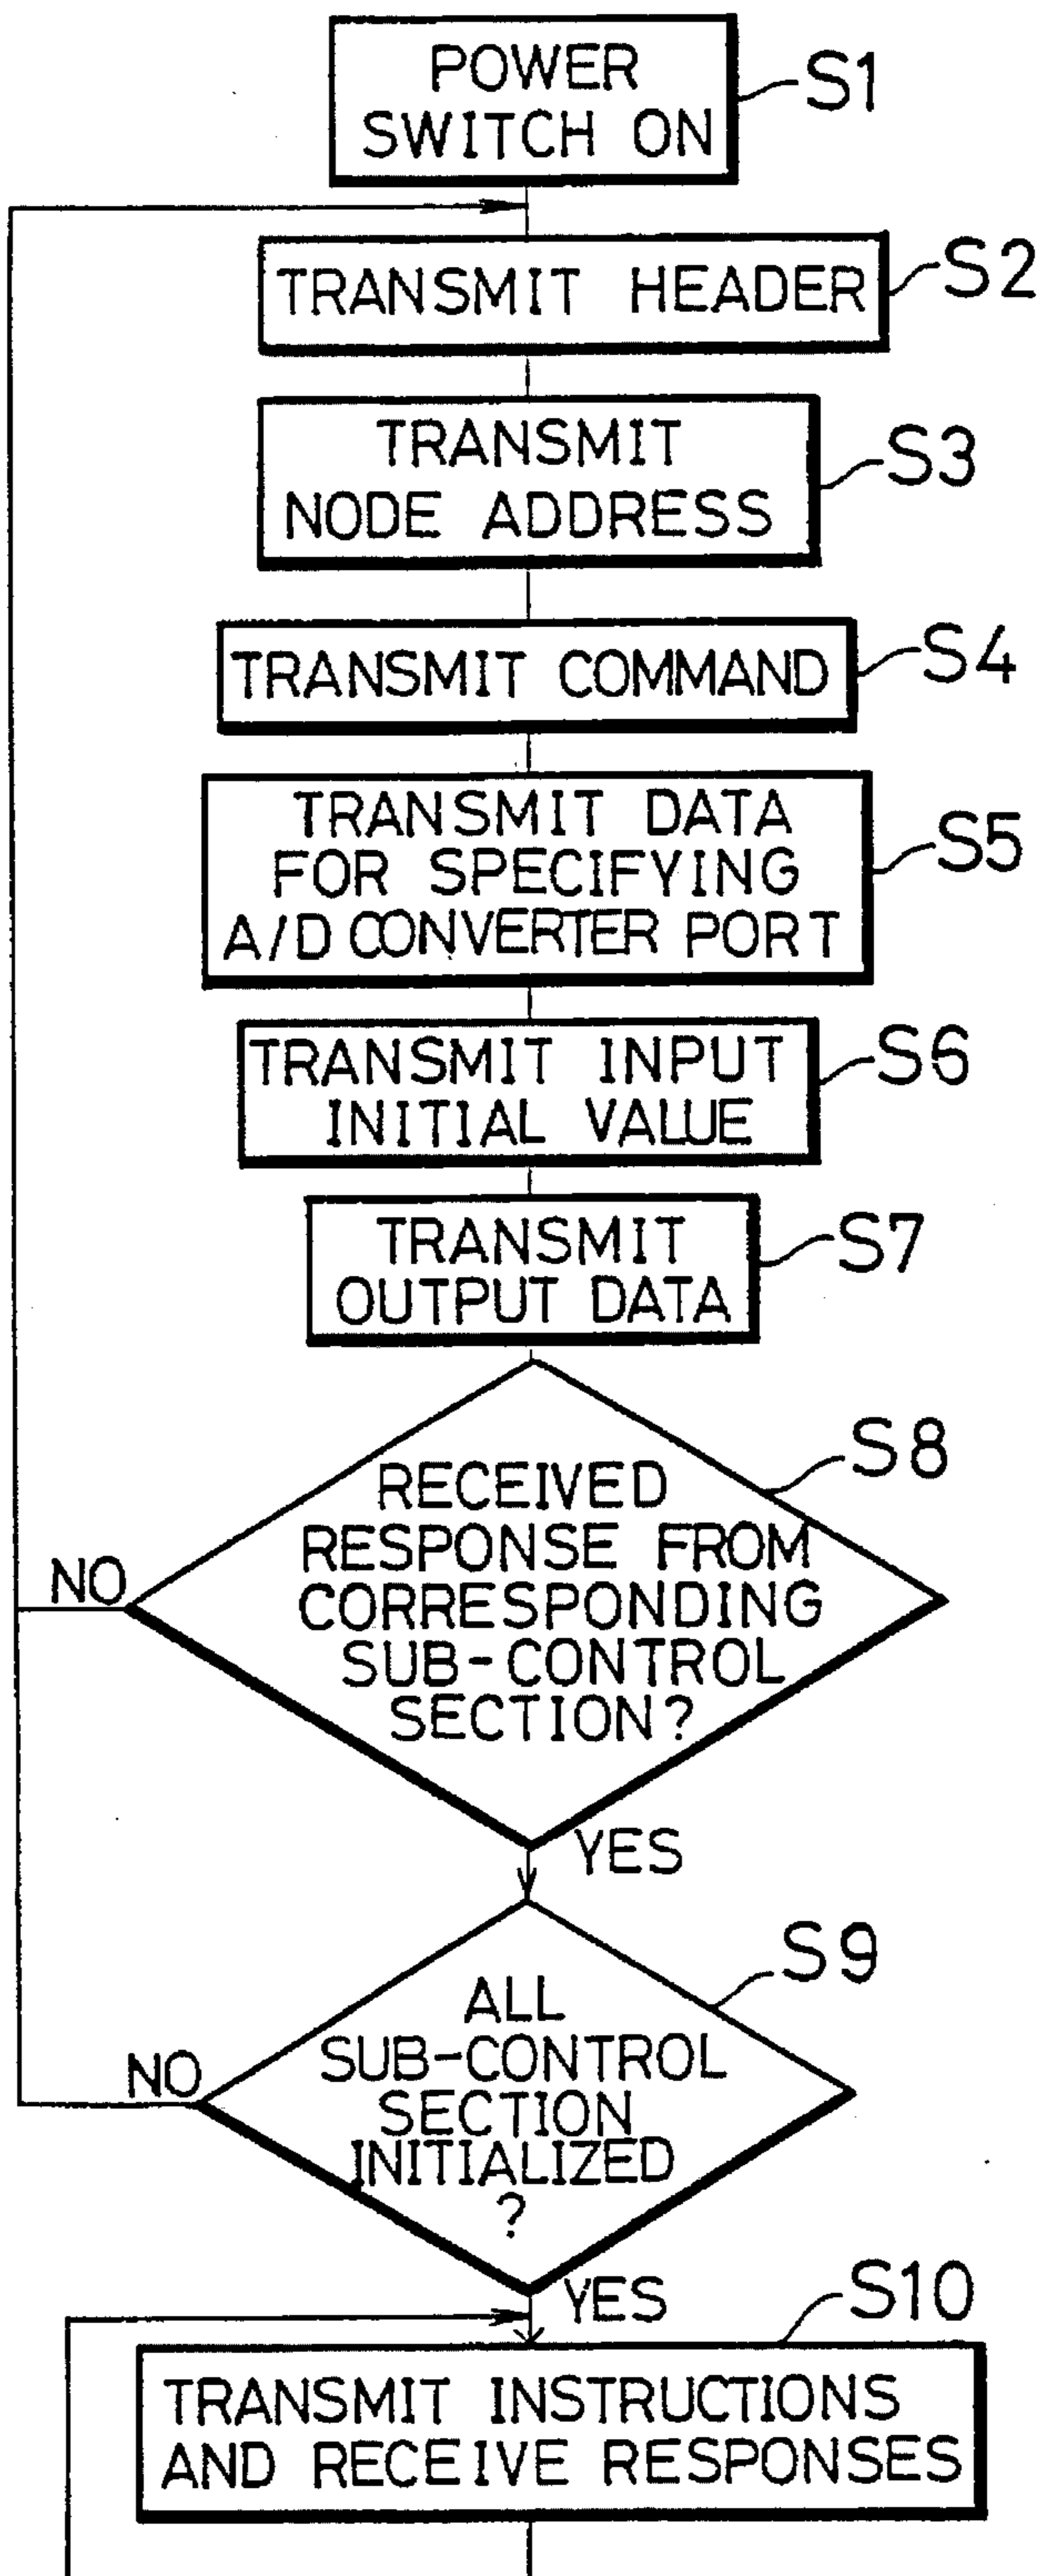 POWER
SWITCH ON
S1
TRANSMIT HEADER
S2
TRANSMIT
NODE ADDRESS
S3
TRANSMIT COMMAND
S4
TRANSMIT DATA
FOR SPECIFYING
A/D CONVERTER PORT
S5
TRANSMIT INPUT
INITIAL VALUE
S6
TRANSMIT
OUTPUT DATA
S7
RECEIVED
RESPONSE FROM
CORRESPONDING
SUB-CONTROL
SECTION?
S8
NO
YES
ALL
SUB-CONTROL
SECTION
INITIALIZED
?
S9
NO
YES
TRANSMIT INSTRUCTIONS
AND RECEIVE RESPONSES
S10